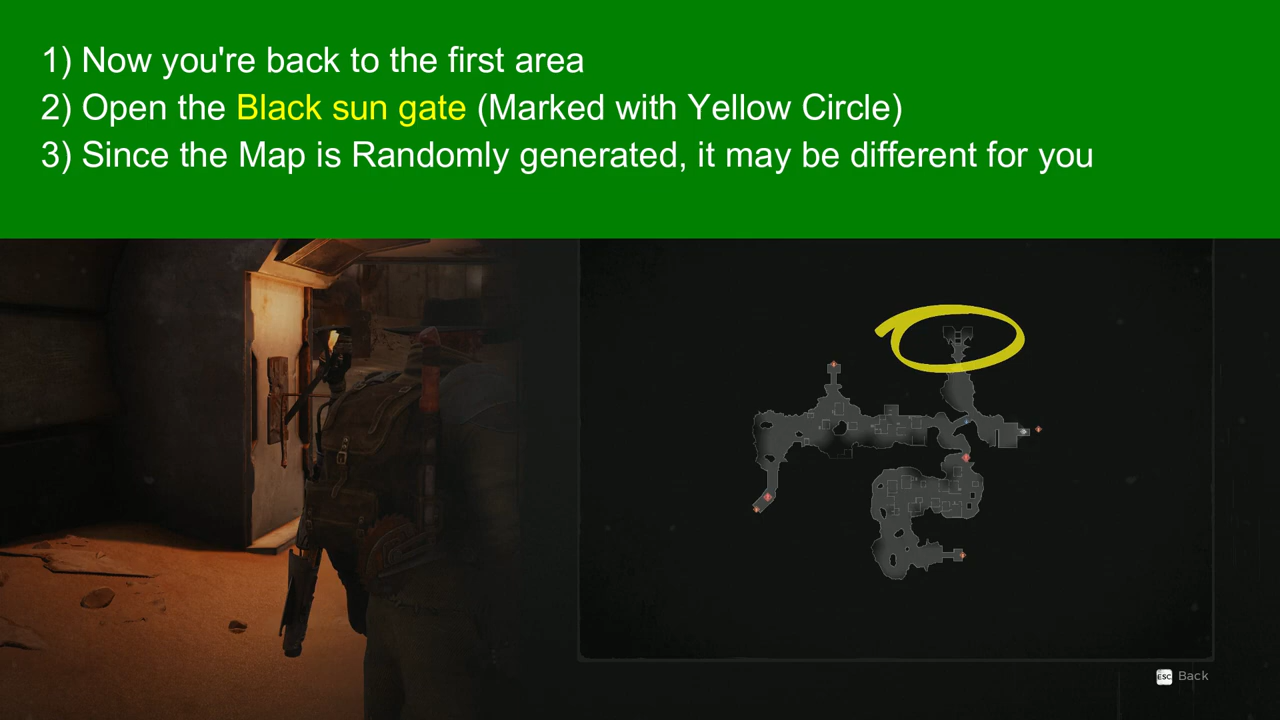 1) Now you're back to the first area
2) Open the Black sun gate (Marked with Yellow Circle)
3) Since the Map is Randomly generated, it may be different for you
ESC Back